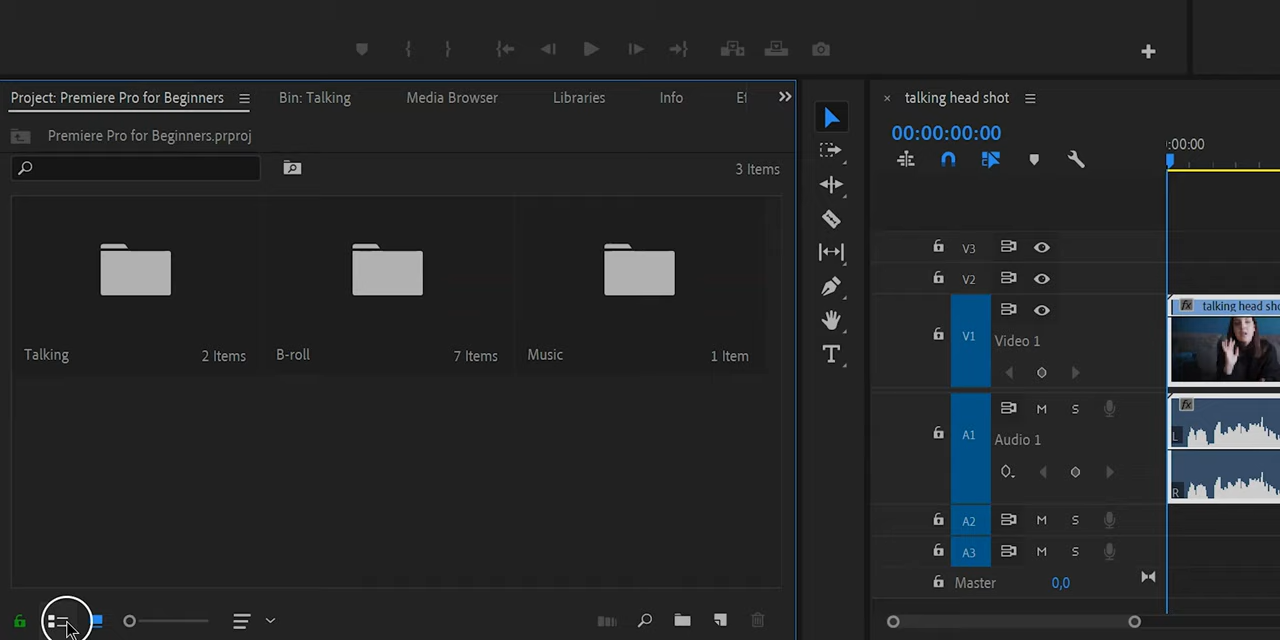 Project: Premiere Pro for Beginners
Bin: Talking
Media Browser
Libraries
Info
Premiere Pro for Beginners.prproj
3 Items
Talking
2 Items
B-roll
7 Items
Music
1 Item
talking head shot
00:00:00:00
:00:00
V3
V2
fx
talking head sho
V1
Video 1
fx
M
S
A1
Audio 1
L
R
A2
M
S
A3
M
S
Master
0,0